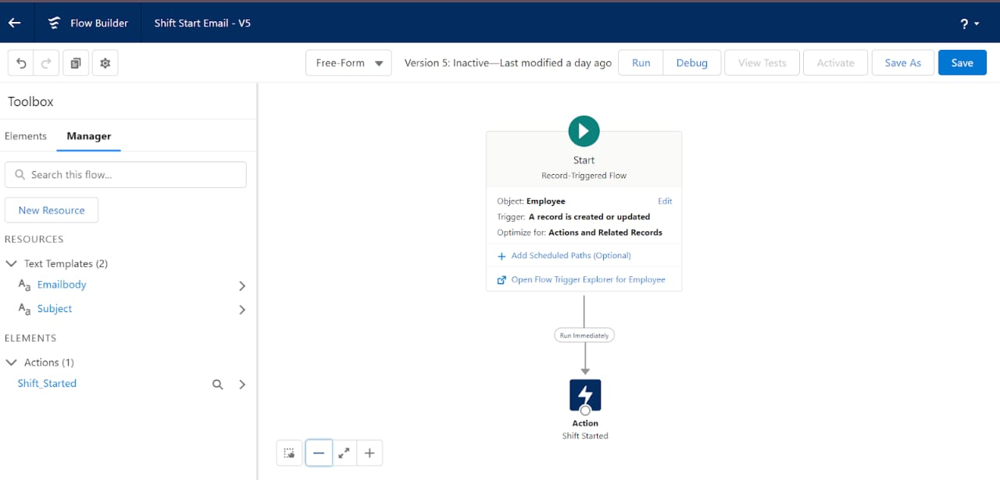 Flow Builder
Shift Start Email - V5
?
Free-Form
Version 5: Inactive—Last modified a day ago
Run
Debug
View Tests
Activate
Save As
Save
Toolbox
Elements
Manager
Search this flow...
New Resource
RESOURCES
Text Templates (2)
Aa Emailbody
Aa Subject
ELEMENTS
Actions (1)
Shift_Started
Start
Record-Triggered Flow
Object: Employee
Edit
Trigger: A record is created or updated
Optimize for: Actions and Related Records
+ Add Scheduled Paths (Optional)
Open Flow Trigger Explorer for Employee
Run Immediately
Action
Shift Started